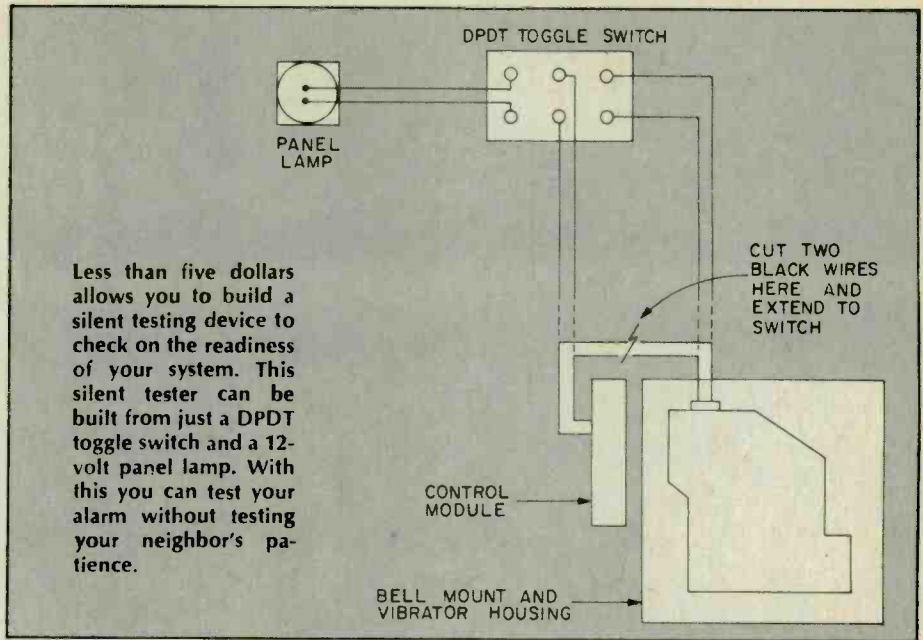 DPDT TOGGLE SWITCH
PANEL
LAMP
CUT TWO
BLACK WIRES
HERE AND
EXTEND TO
SWITCH
Less than five dollars
allows you to build a
silent testing device to
check on the readiness
of your system. This
silent tester can be
built from just a DPDT
toggle switch and a 12-
volt panel lamp. With
this you can test your
alarm without testing
your neighbor's pa-
tience.
CONTROL
MODULE
BELL MOUNT AND
VIBRATOR HOUSING